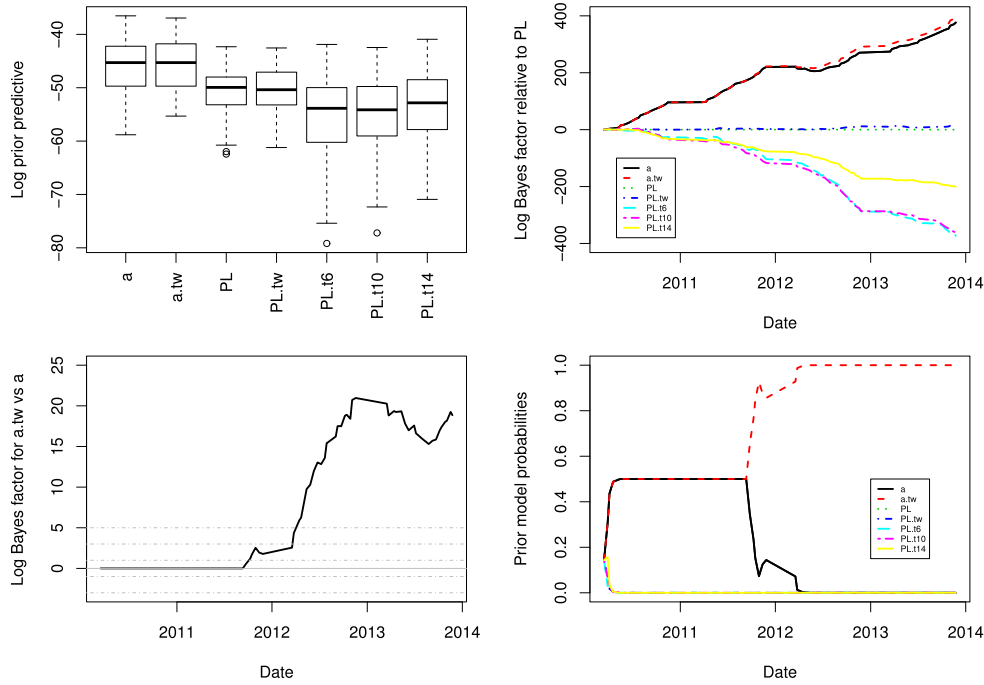 Log prior predictive
−40
−50
−60
−70
−80
a
a.tw
PL
PL.tw
PL.t6
PL.t10
PL.t14
Log Bayes factor relative to PL
400
200
0
−200
−400
a
a.tw
PL
PL.tw
PL.t6
PL.t10
PL.t14
2011
2012
2013
2014
Date
Log Bayes factor for a.tw vs a
25
20
15
10
5
0
2011
2012
2013
2014
Date
Prior model probabilities
1.0
0.8
0.6
0.4
0.2
0.0
a
a.tw
PL
PL.tw
PL.t6
PL.t10
PL.t14
2011
2012
2013
2014
Date